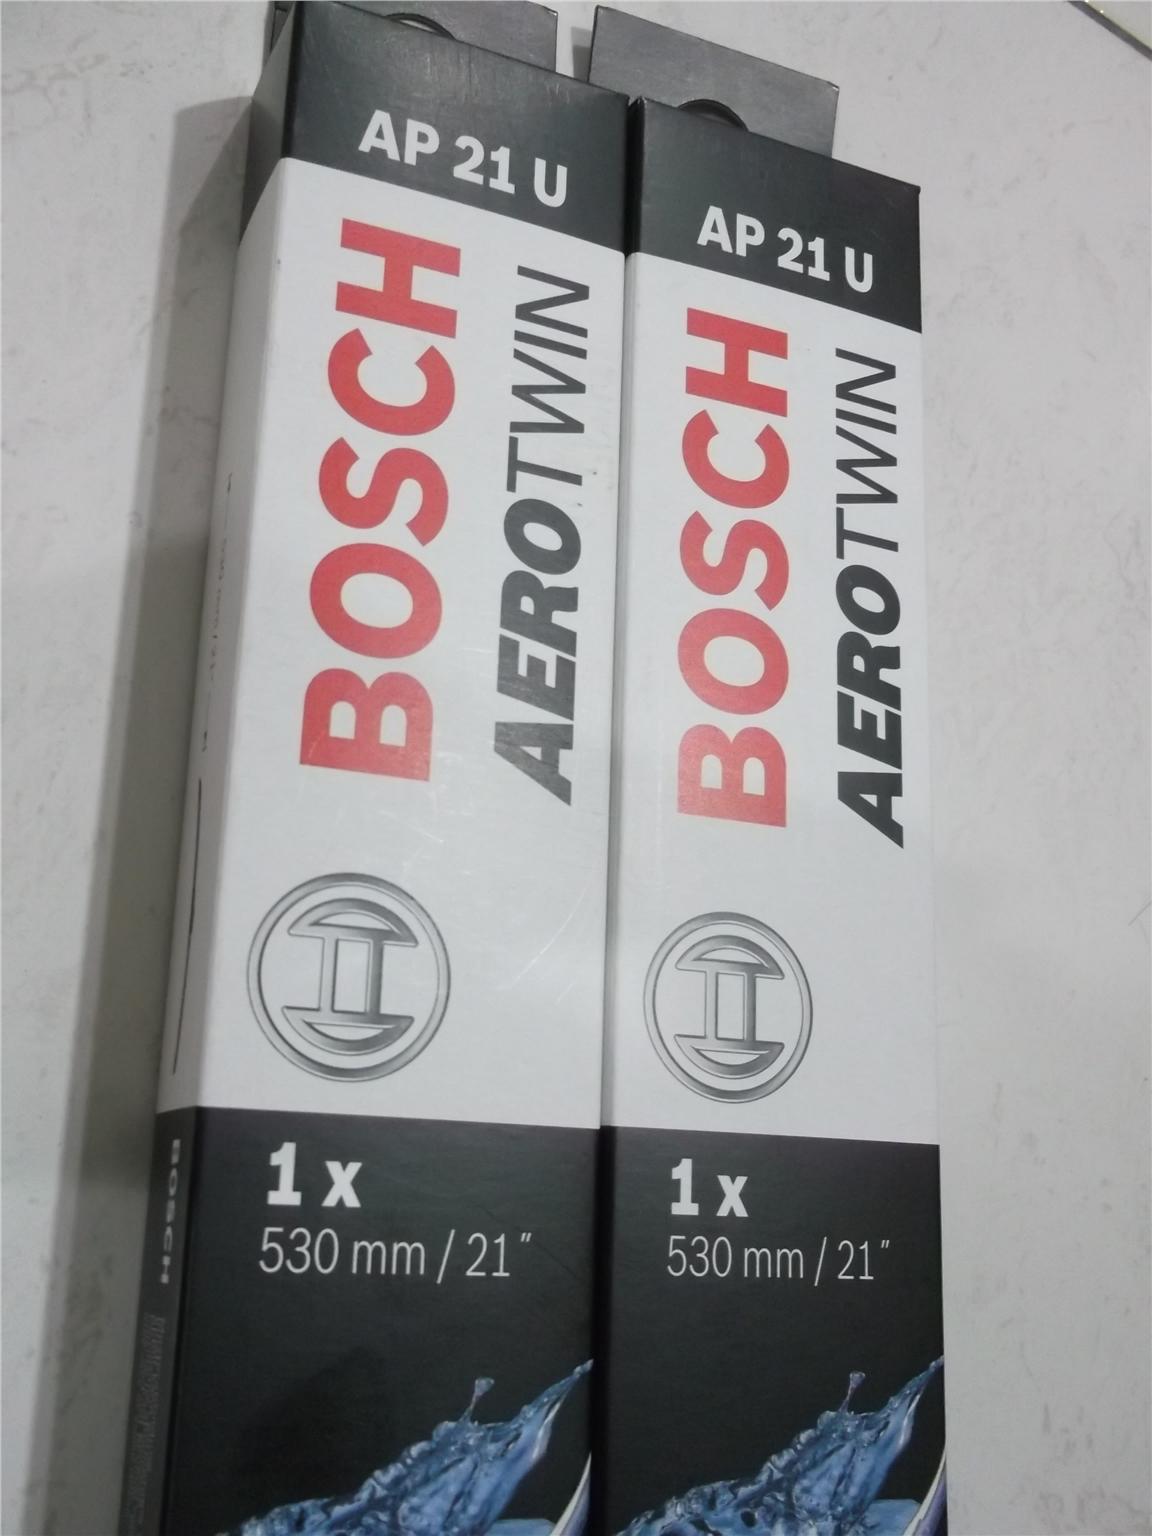 AP 21 U
BOSCH
AEROTWIN
1 x
530 mm / 21"
BOSCH
AP 21 U
BOSCH
AEROTWIN
1 x
530 mm / 21"